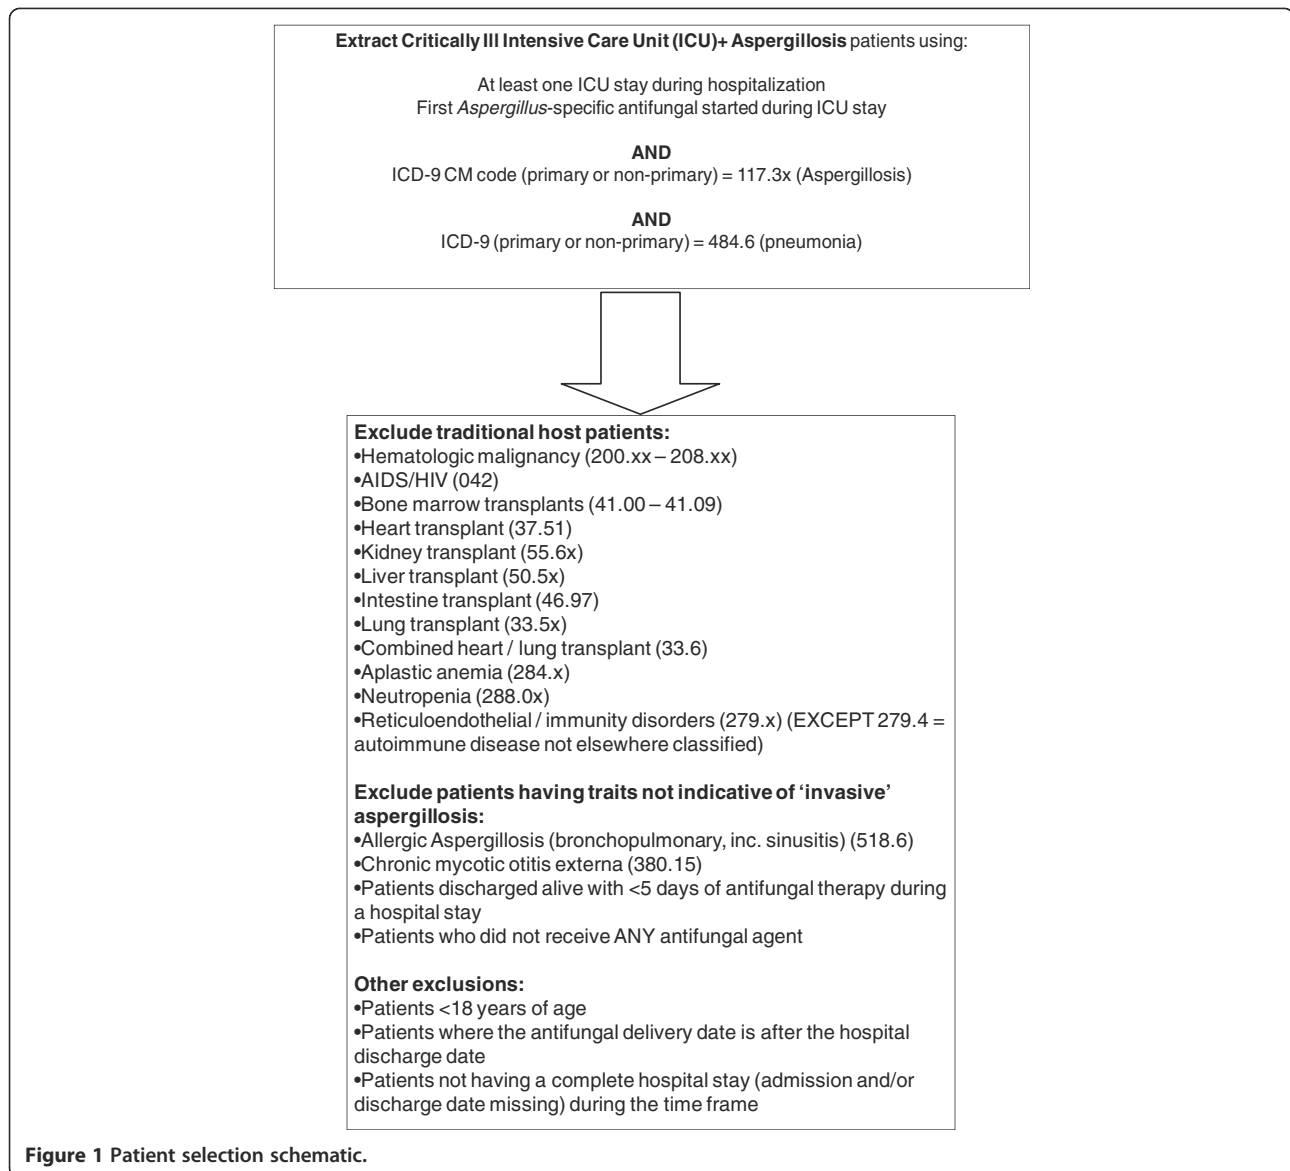 Extract Critically Ill Intensive Care Unit (ICU)+ Aspergillosis patients using:
At least one ICU stay during hospitalization
First Aspergillus-specific antifungal started during ICU stay
AND
ICD-9 CM code (primary or non-primary) = 117.3x (Aspergillosis)
AND
ICD-9 (primary or non-primary) = 484.6 (pneumonia)
Exclude traditional host patients:
•Hematologic malignancy (200.xx – 208.xx)
•AIDS/HIV (042)
•Bone marrow transplants (41.00 – 41.09)
•Heart transplant (37.51)
•Kidney transplant (55.6x)
•Liver transplant (50.5x)
•Intestine transplant (46.97)
•Lung transplant (33.5x)
•Combined heart / lung transplant (33.6)
•Aplastic anemia (284.x)
•Neutropenia (288.0x)
•Reticuloendothelial / immunity disorders (279.x) (EXCEPT 279.4 =
autoimmune disease not elsewhere classified)
Exclude patients having traits not indicative of ‘invasive’
aspergillosis:
•Allergic Aspergillosis (bronchopulmonary, inc. sinusitis) (518.6)
•Chronic mycotic otitis externa (380.15)
•Patients discharged alive with <5 days of antifungal therapy during
a hospital stay
•Patients who did not receive ANY antifungal agent
Other exclusions:
•Patients <18 years of age
•Patients where the antifungal delivery date is after the hospital
discharge date
•Patients not having a complete hospital stay (admission and/or
discharge date missing) during the time frame
Figure 1 Patient selection schematic.